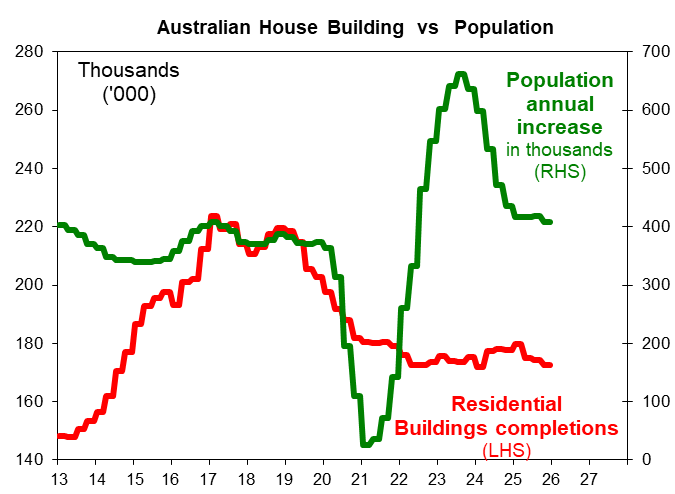 Australian House Building vs Population
280
260
240
220
200
180
160
140
Thousands
('000)
700
600
500
400
300
200
100
0
Population
annual
increase
in thousands
(RHS)
Residential
Buildings completions
(LHS)
13 14 15 16 17 18 19 20 21 22 23 24 25 26 27